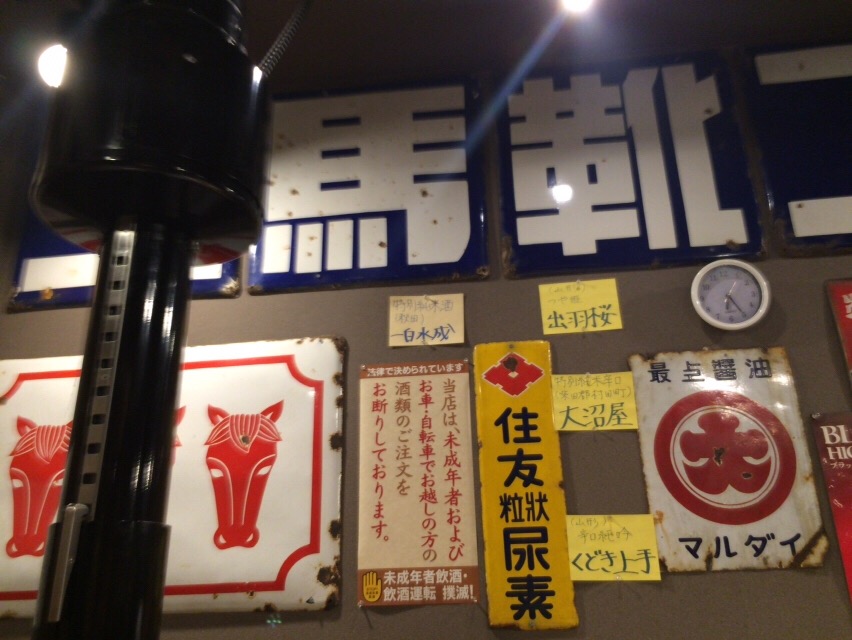 馬
靴
出羽桜
一白水成
法律で決められています
当店は、未成年者および
お車・自転車でお越しの方の
酒類のご注文を
お断りしております。
未成年者飲酒・
飲酒運転 撲滅!
住友
粒狀
尿素
大沼屋
くどき上手
最上醬油
マルダイ
BL
HIG